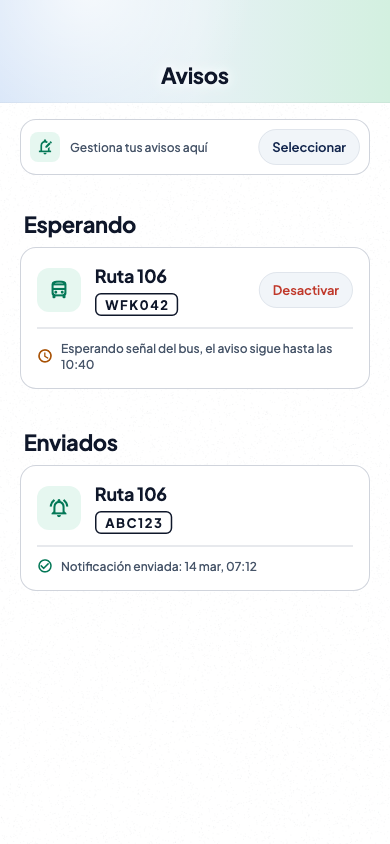 Avisos
Gestiona tus avisos aquí
Seleccionar
Esperando
Ruta 106
WFK042
Desactivar
Esperando señal del bus, el aviso sigue hasta las
10:40
Enviados
Ruta 106
ABC123
Notificación enviada: 14 mar, 07:12